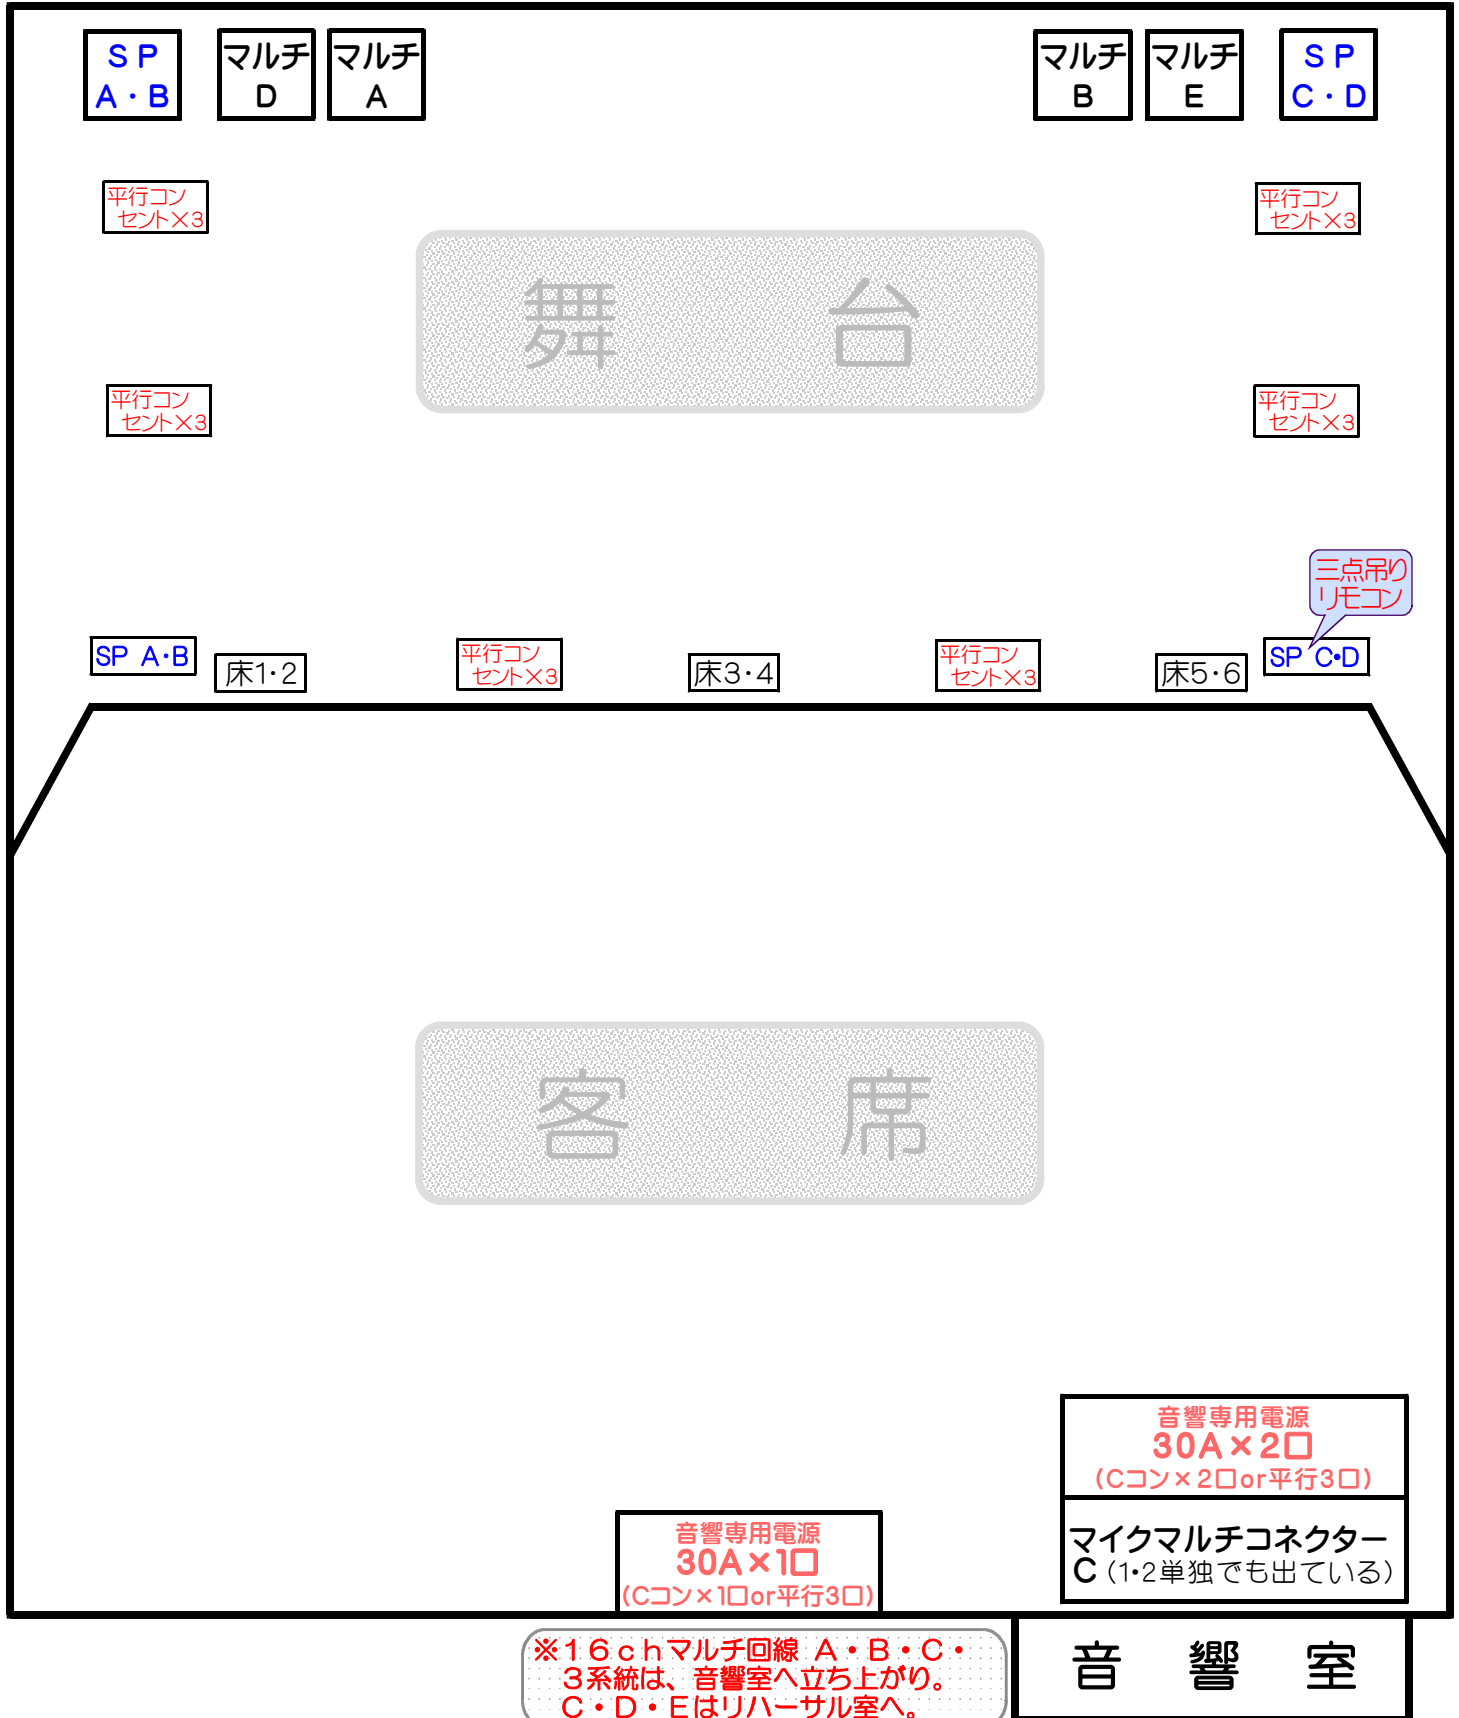 ＳＰ
Ａ・Ｂ
マルチ
D
マルチ
A
マルチ
B
マルチ
E
ＳＰ
Ｃ・Ｄ
平行コン
セント×3
平行コン
セント×3
舞 台
平行コン
セント×3
平行コン
セント×3
三点吊り
リモコン
SP A・B
床1・2
平行コン
セント×3
床3・4
平行コン
セント×3
床5・6
SP C・D
客 席
音響専用電源
30A×2口
(Cコン×2口or平行3口)
マイクマルチコネクター
C（1・2単独でも出ている）
音響専用電源
30A×1口
(Cコン×1口or平行3口)
※１６ｃｈマルチ回線 Ａ・Ｂ・Ｃ・
３系統は、音響室へ立ち上がり。
Ｃ・Ｄ・Ｅはリハーサル室へ。
音 響 室